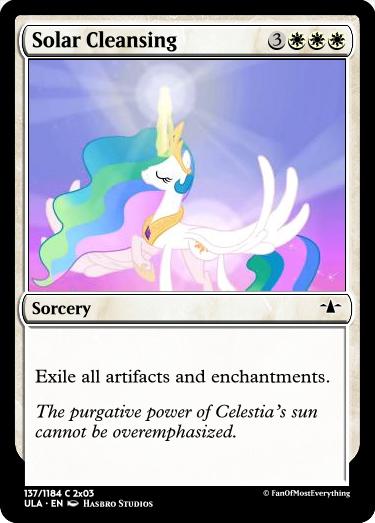 Solar Cleansing 3
Sorcery
Exile all artifacts and enchantments.
The purgative power of Celestia's sun
cannot be overemphasized.
137/1184 C 2x03
ULA • EN Hasbro Studios © FanOfMostEverything